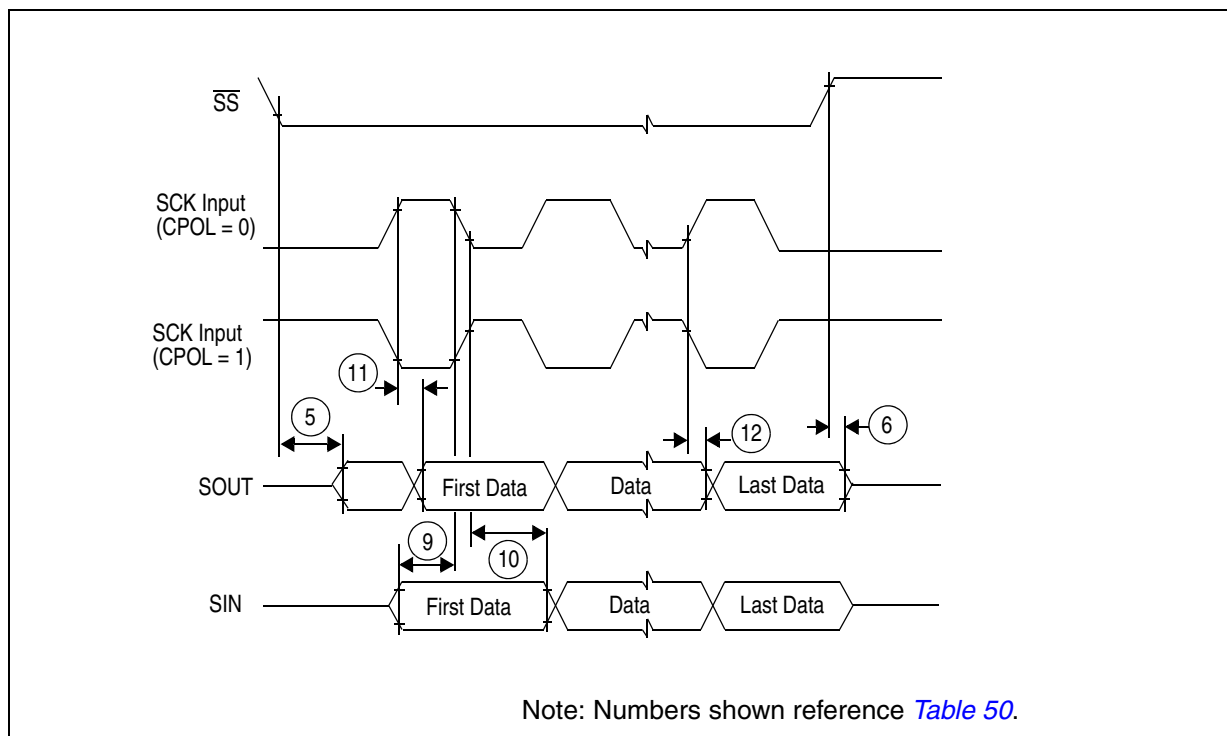 SS
SCK Input
(CPOL = 0)
SCK Input
(CPOL = 1)
11
5
12
6
SOUT
First Data
Data
Last Data
9
10
SIN
First Data
Data
Last Data
Note: Numbers shown reference Table 50.